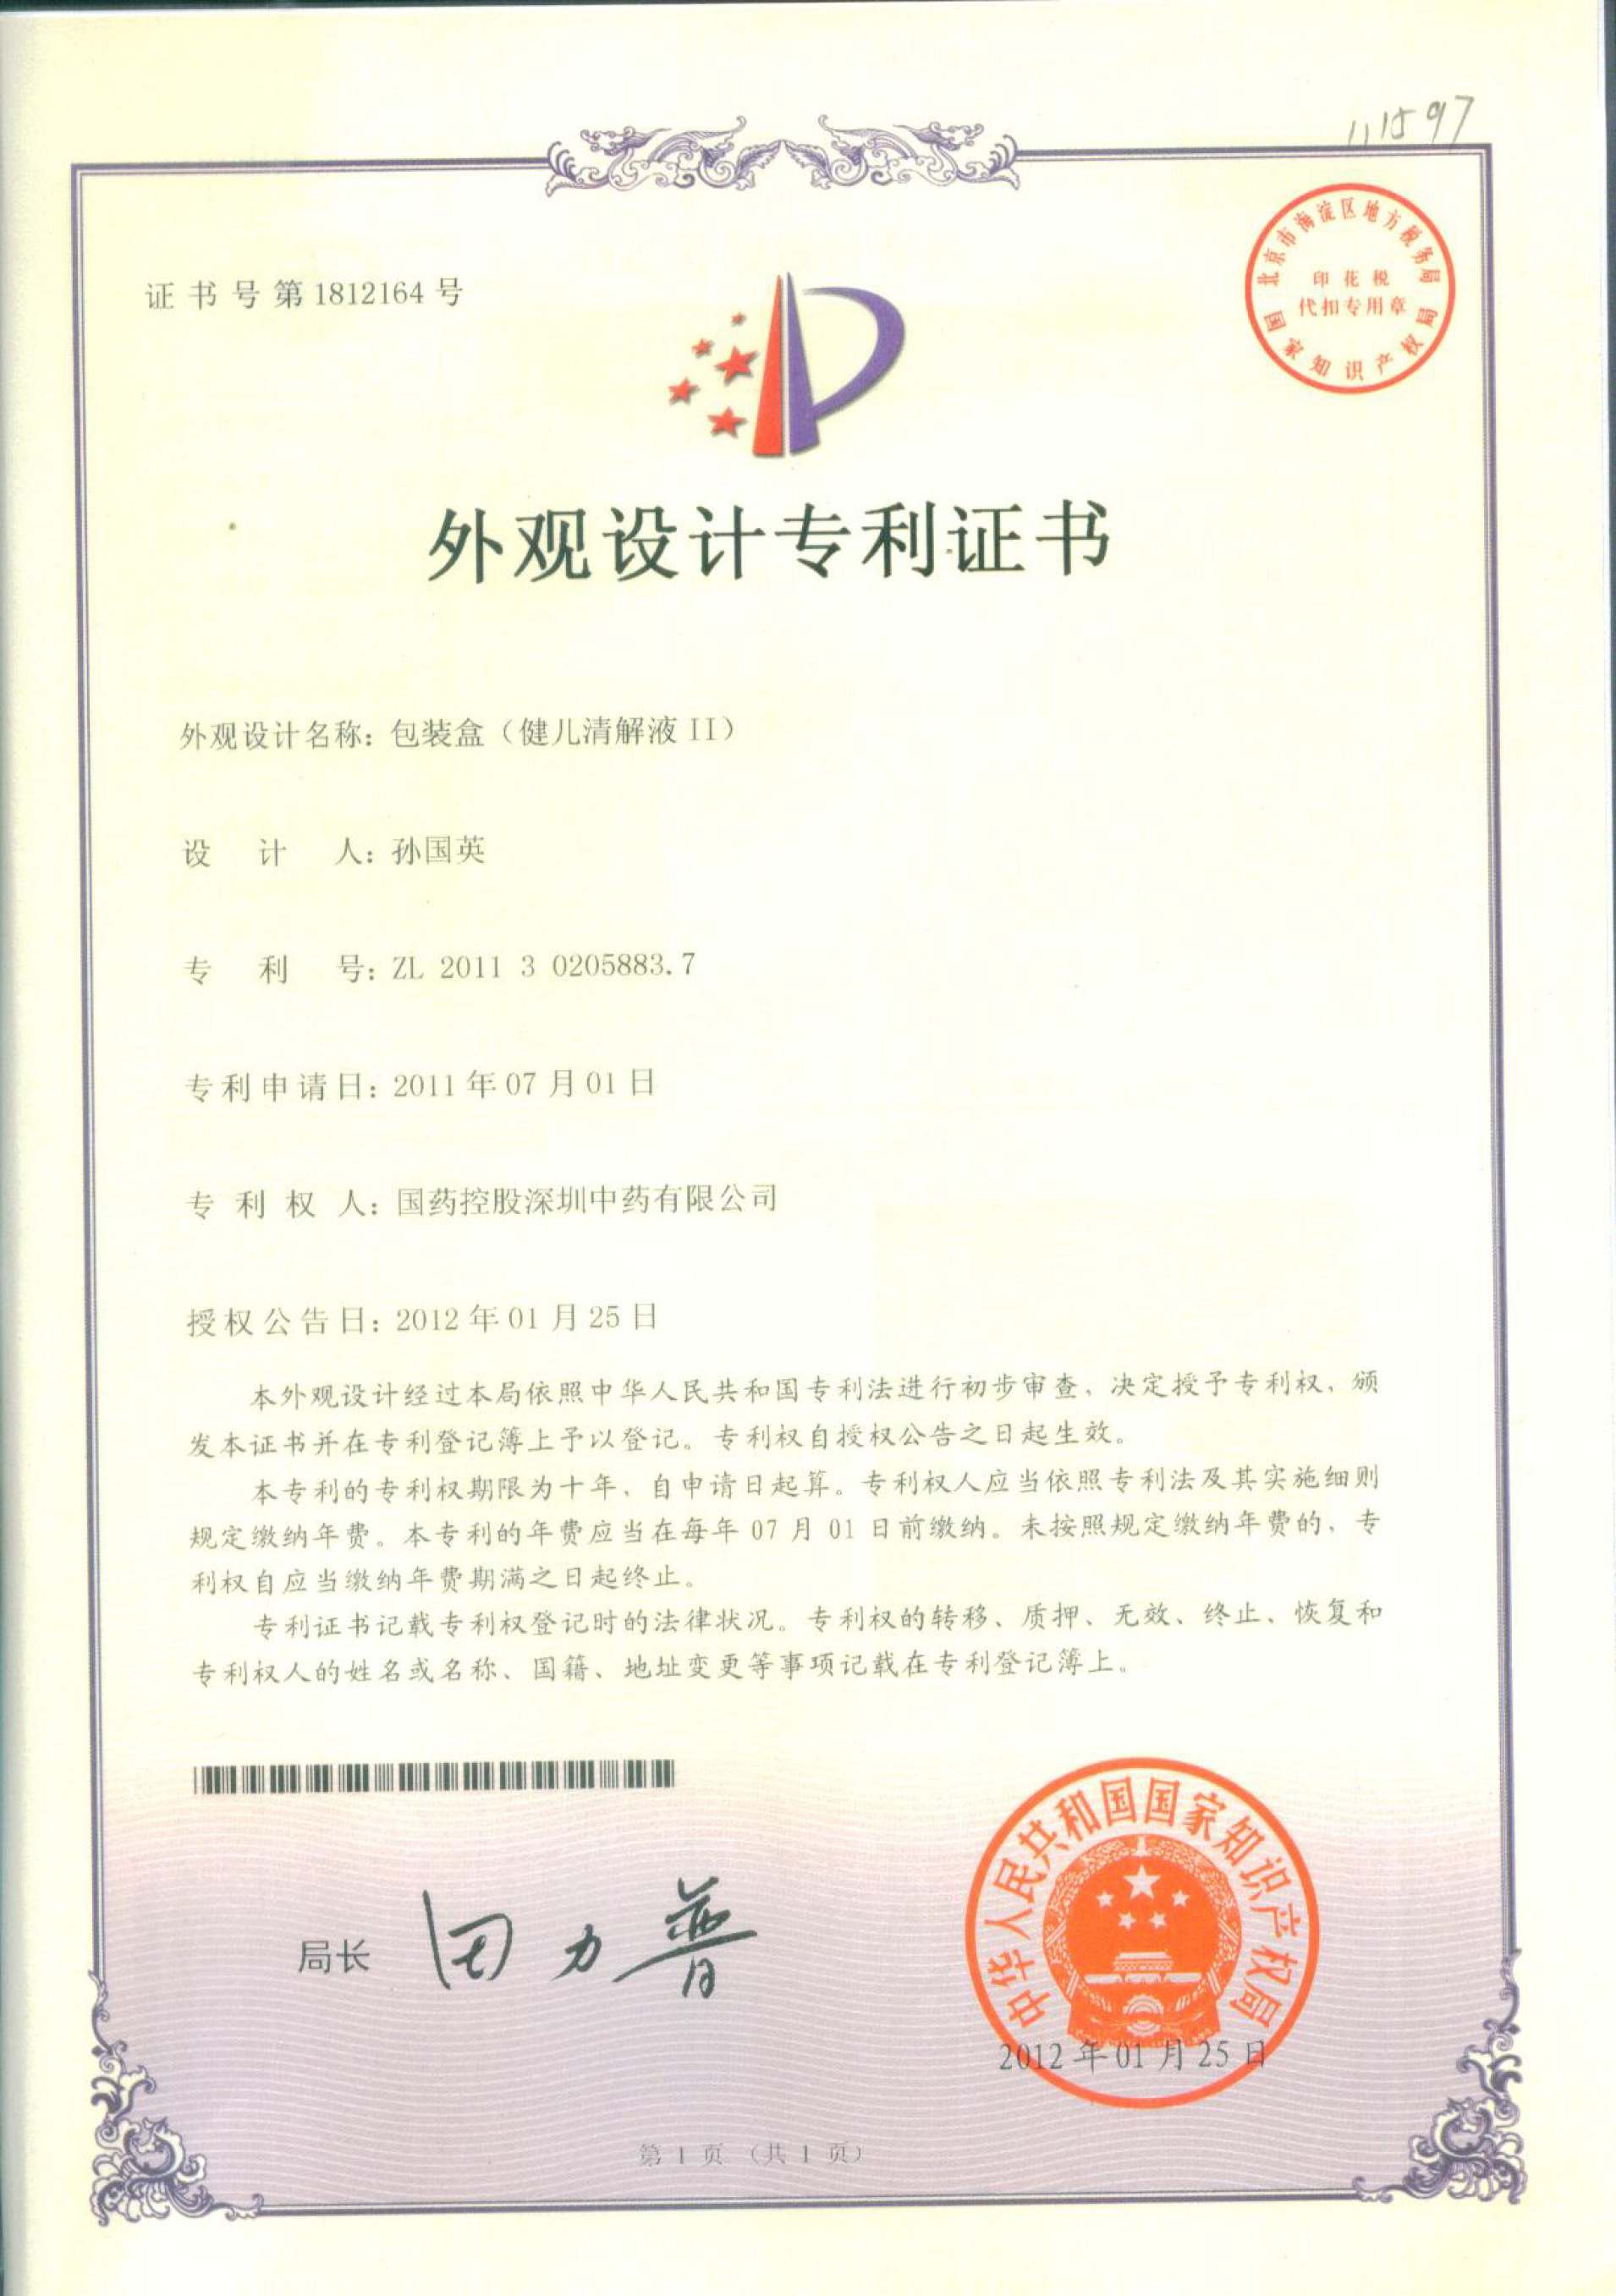 111597
北京市海淀区地方税务局
印花税
代扣专用章
国家知识产权局
证书号第1812164号
外观设计专利证书
外观设计名称：包装盒（健儿清解液 II）
设计人：孙国英
专利号：ZL 2011 3 0205883.7
专利申请日：2011年07月01日
专利权人：国药控股深圳中药有限公司
授权公告日：2012年01月25日
本外观设计经过本局依照中华人民共和国专利法进行初步审查，决定授予专利权，颁
发本证书并在专利登记簿上予以登记。专利权自授权公告之日起生效。
本专利的专利权期限为十年，自申请日起算。专利权人应当依照专利法及其实施细则
规定缴纳年费。本专利的年费应当在每年 07 月 01 日前缴纳。未按照规定缴纳年费的，专
利权自应当缴纳年费期满之日起终止。
专利证书记载专利权登记时的法律状况。专利权的转移、质押、无效、终止、恢复和
专利权人的姓名或名称、国籍、地址变更等事项记载在专利登记簿上。
局长 田力普
中华人民共和国国家知识产权局
2012年01月25日
第 1 页 （共 1 页）